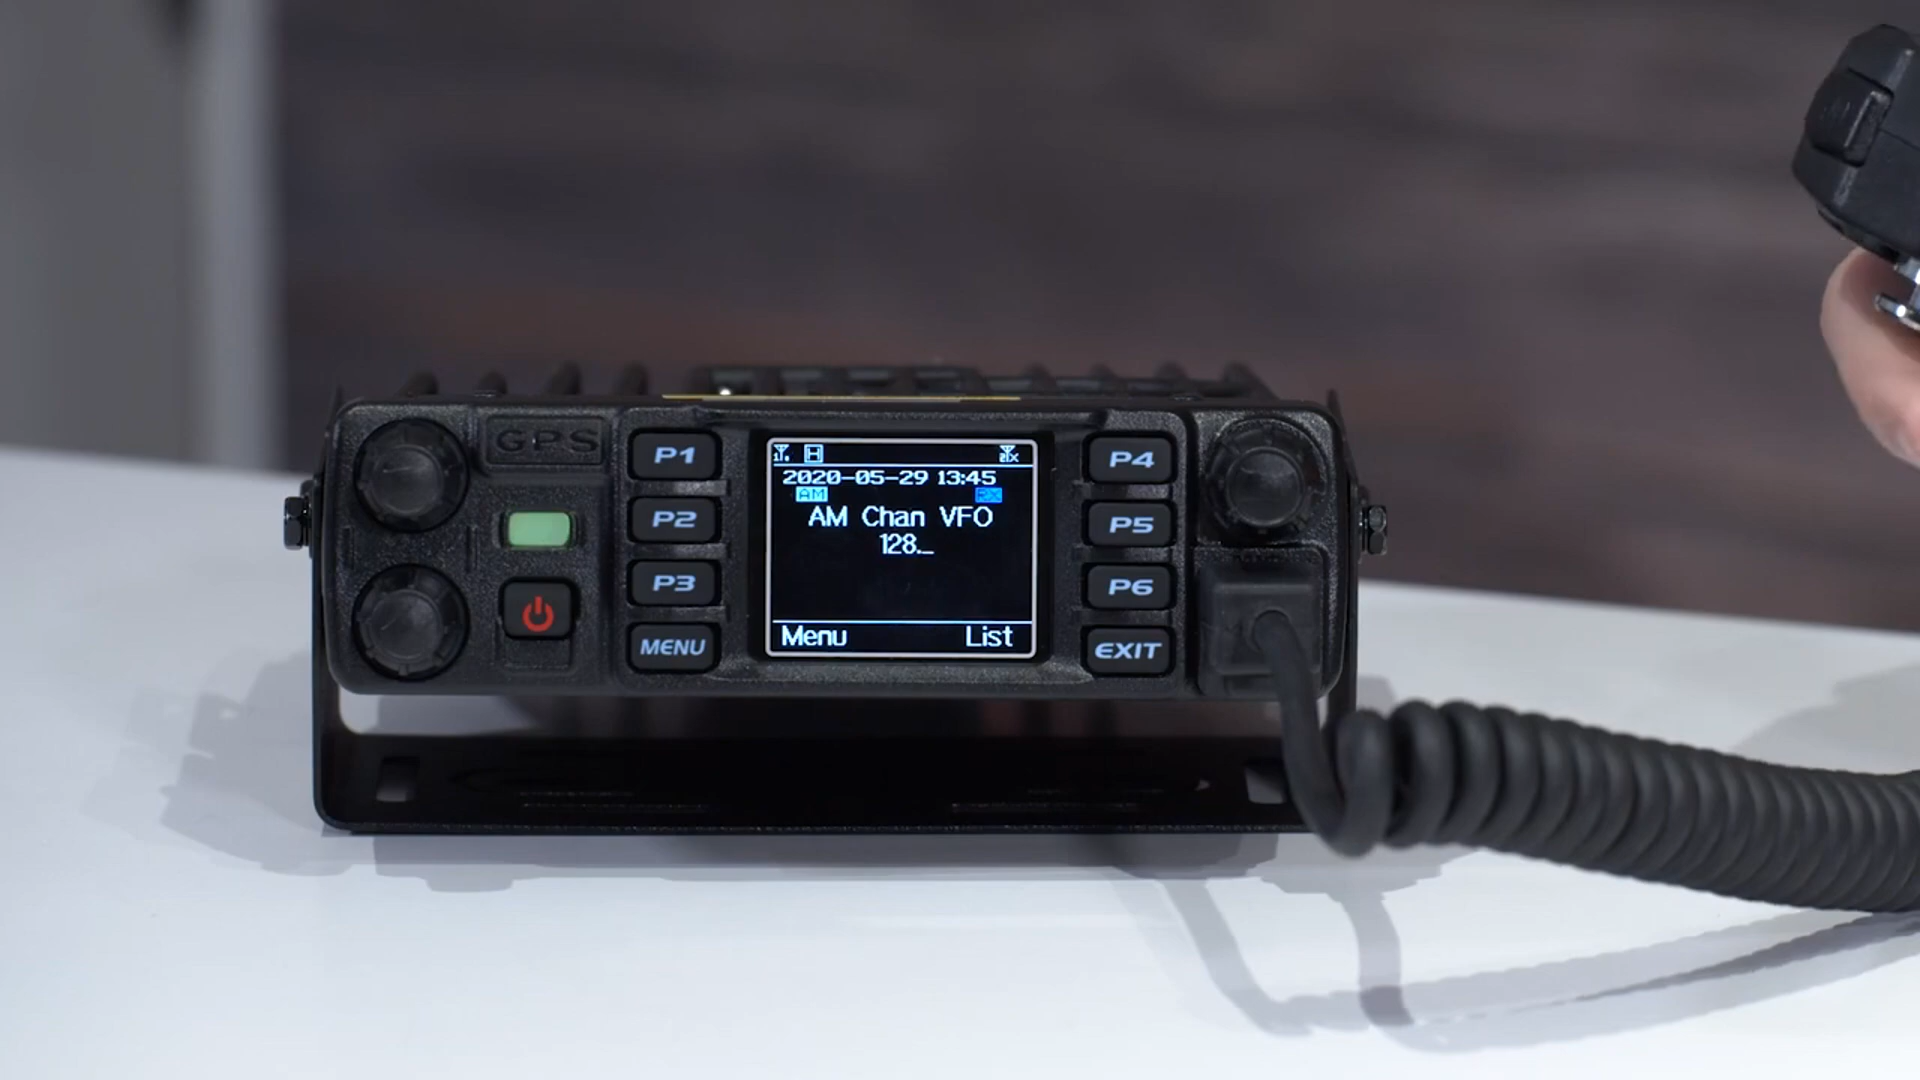 GPS
P1
P2
P3
MENU
H
2020-05-29 13:45
AM RX
AM Chan VFO
128._
Menu List
P4
P5
P6
EXIT